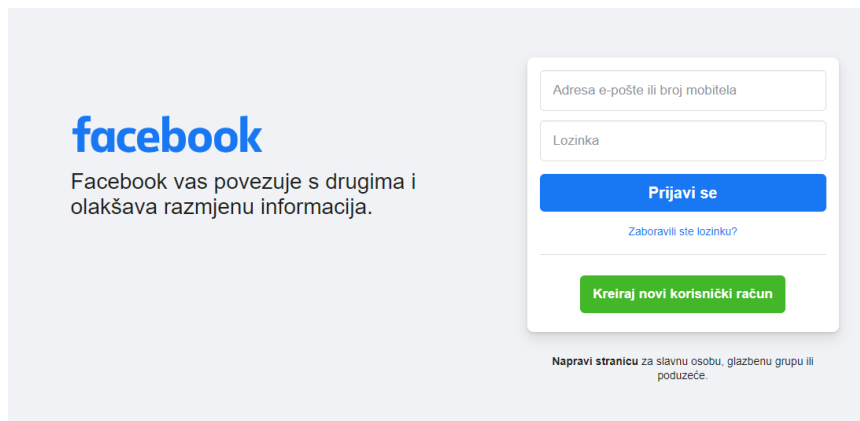 facebook
Facebook vas povezuje s drugima i
olakšava razmjenu informacija.
Adresa e-pošte ili broj mobitela
Lozinka
Prijavi se
Zaboravili ste lozinku?
Kreiraj novi korisnički račun
Napravi stranicu za slavnu osobu, glazbenu grupu ili
poduzeće.